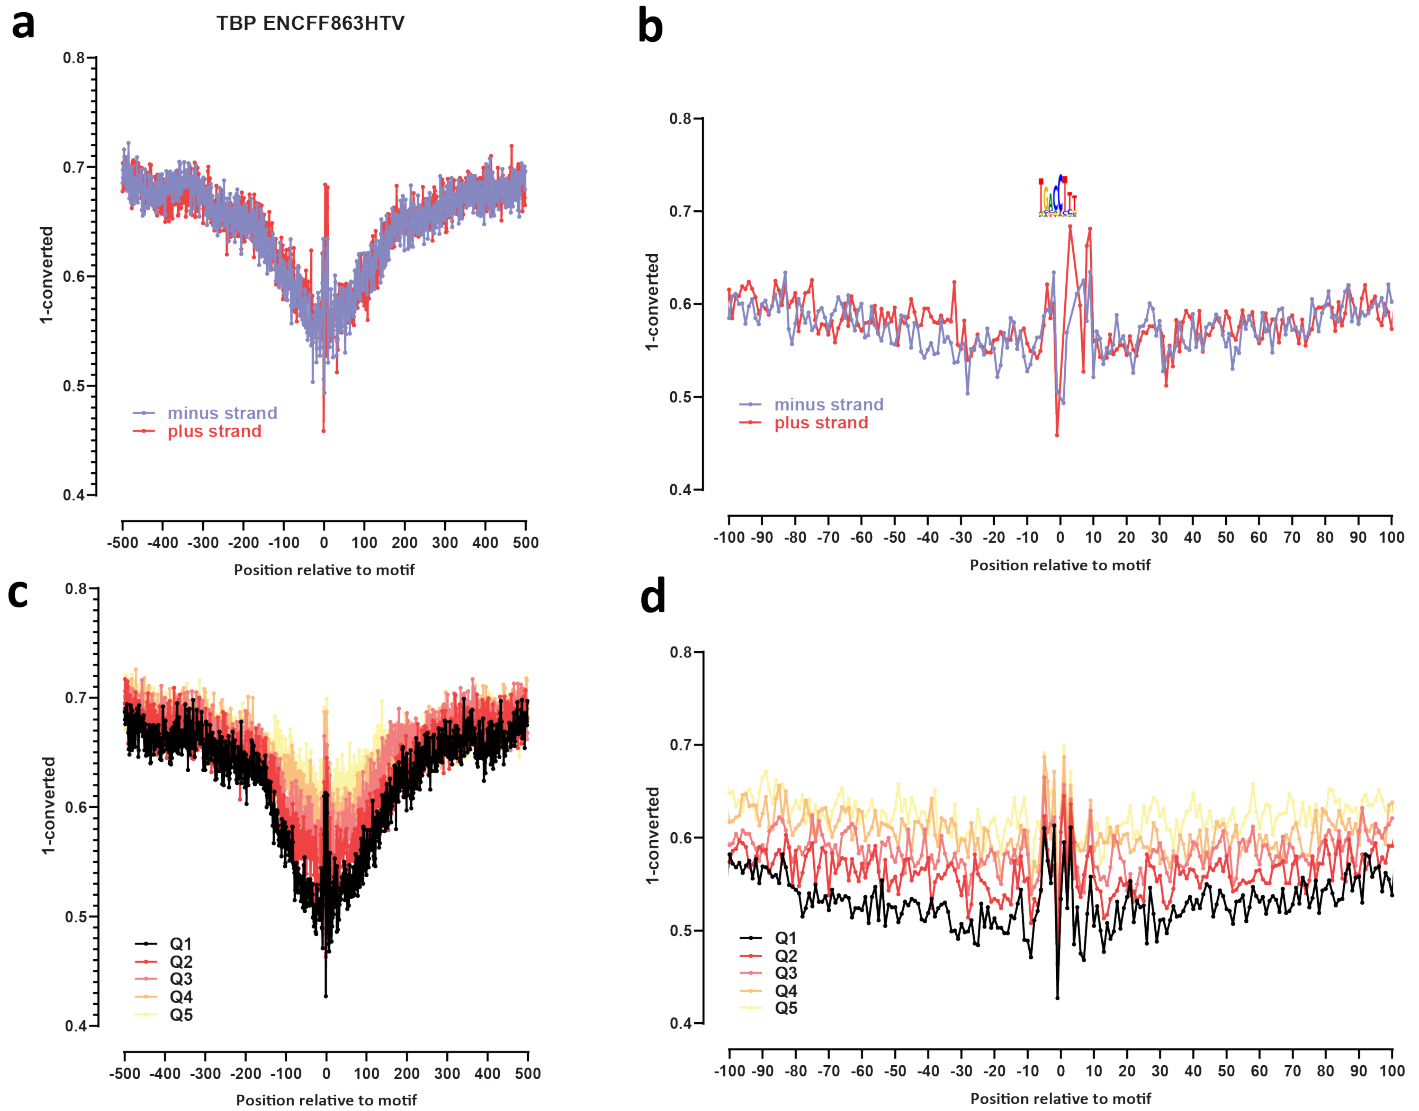 a
TBP ENCFF863HTV
0.8
0.7
0.6
0.5
0.4
1-converted
minus strand
plus strand
-500 -400 -300 -200 -100 0 100 200 300 400 500
Position relative to motif
b
0.8
0.7
0.6
0.5
0.4
1-converted
TGACCTTT
minus strand
plus strand
-100 -90 -80 -70 -60 -50 -40 -30 -20 -10 0 10 20 30 40 50 60 70 80 90 100
Position relative to motif
c
0.8
0.7
0.6
0.5
0.4
1-converted
Q1
Q2
Q3
Q4
Q5
-500 -400 -300 -200 -100 0 100 200 300 400 500
Position relative to motif
d
0.8
0.7
0.6
0.5
0.4
1-converted
Q1
Q2
Q3
Q4
Q5
-100 -90 -80 -70 -60 -50 -40 -30 -20 -10 0 10 20 30 40 50 60 70 80 90 100
Position relative to motif